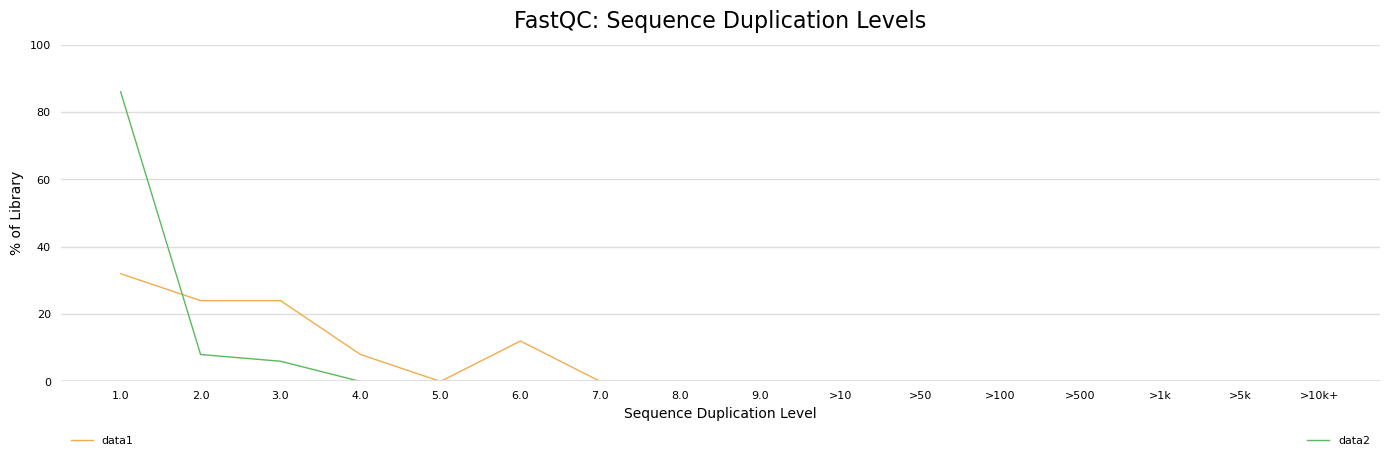 FastQC: Sequence Duplication Levels
100
80
60
40
20
0
% of Library
1.0 2.0 3.0 4.0 5.0 6.0 7.0 8.0 9.0 >10 >50 >100 >500 >1k >5k >10k+
Sequence Duplication Level
data1 data2